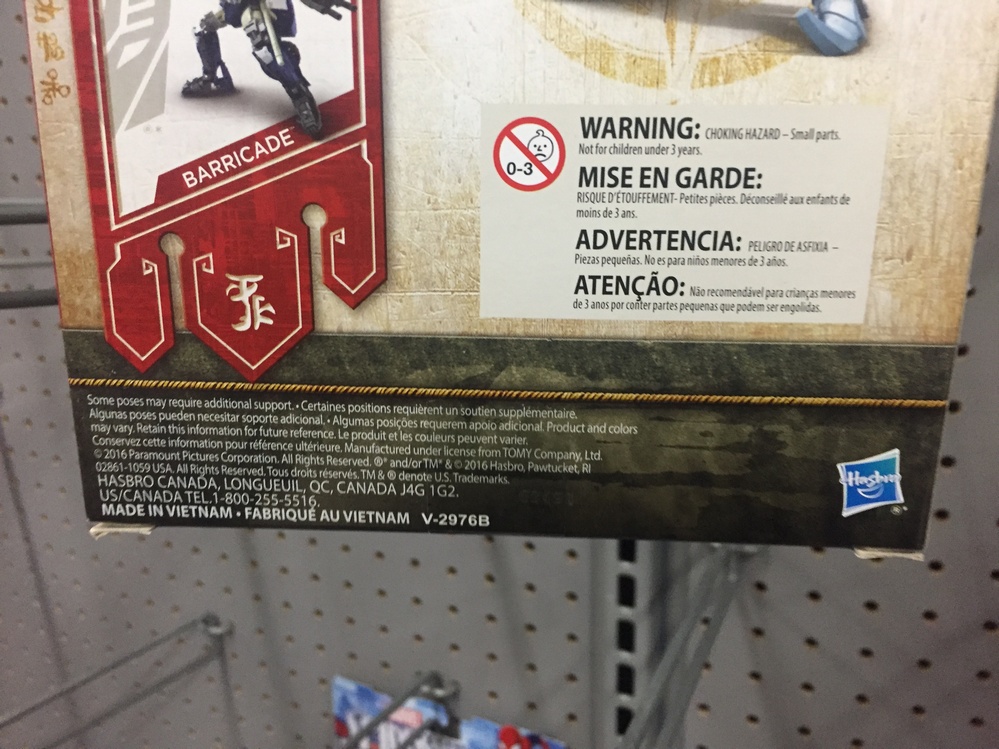 BARRICADE
0-3
WARNING: CHOKING HAZARD – Small parts.
Not for children under 3 years.
MISE EN GARDE:
RISQUE D'ÉTOUFFEMENT- Petites pièces. Déconseillé aux enfants de
moins de 3 ans.
ADVERTENCIA: PELIGRO DE ASFIXIA –
Piezas pequeñas. No es para niños menores de 3 años.
ATENÇÃO: Não recomendável para crianças menores
de 3 anos por conter partes pequenas que podem ser engolidas.
Some poses may require additional support. • Certaines positions requièrent un soutien supplémentaire.
Algunas poses pueden necesitar soporte adicional. • Algumas posições requerem apoio adicional. Product and colors
may vary. Retain this information for future reference. Le produit et les couleurs peuvent varier.
Conservez cette information pour référence ultérieure. Manufactured under license from TOMY Company, Ltd.
© 2016 Paramount Pictures Corporation. All Rights Reserved. ®* and/or TM* & © 2016 Hasbro, Pawtucket, RI
02861-1059 USA. All Rights Reserved. Tous droits réservés. TM & ® denote U.S. Trademarks.
HASBRO CANADA, LONGUEUIL, QC, CANADA J4G 1G2.
US/CANADA TEL.1-800-255-5516.
MADE IN VIETNAM • FABRIQUÉ AU VIETNAM V-2976B
Hasbro